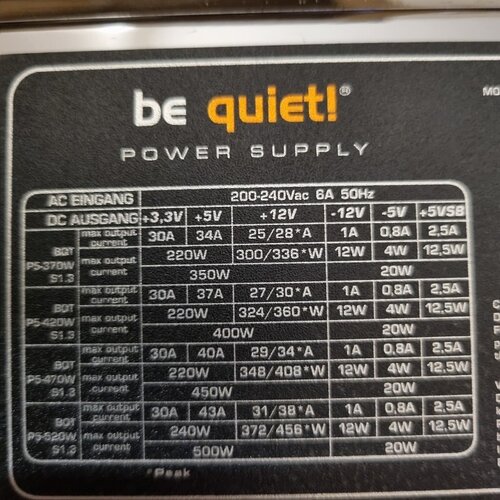 be quiet!®
POWER SUPPLY
MO
AC EINGANG 200-240Vac 6A 50Hz
DC AUSGANG +3,3V +5V +12V -12V -5V +5VSB
BQT P5-370W S1.3 max output current 30A 34A 25/28*A 1A 0,8A 2,5A
220W 300/336*W 12W 4W 12,5W
max output current 350W 20W
BQT P5-420W S1.3 max output current 30A 37A 27/30*A 1A 0,8A 2,5A
220W 324/360*W 12W 4W 12,5W
max output current 400W 20W
BQT P5-470W S1.3 max output current 30A 40A 29/34*A 1A 0,8A 2,5A
220W 348/408*W 12W 4W 12,5W
max output current 450W 20W
BQT P5-520W S1.3 max output current 30A 43A 31/38*A 1A 0,8A 2,5A
240W 372/456*W 12W 4W 12,5W
max output current 500W 20W
*Peak